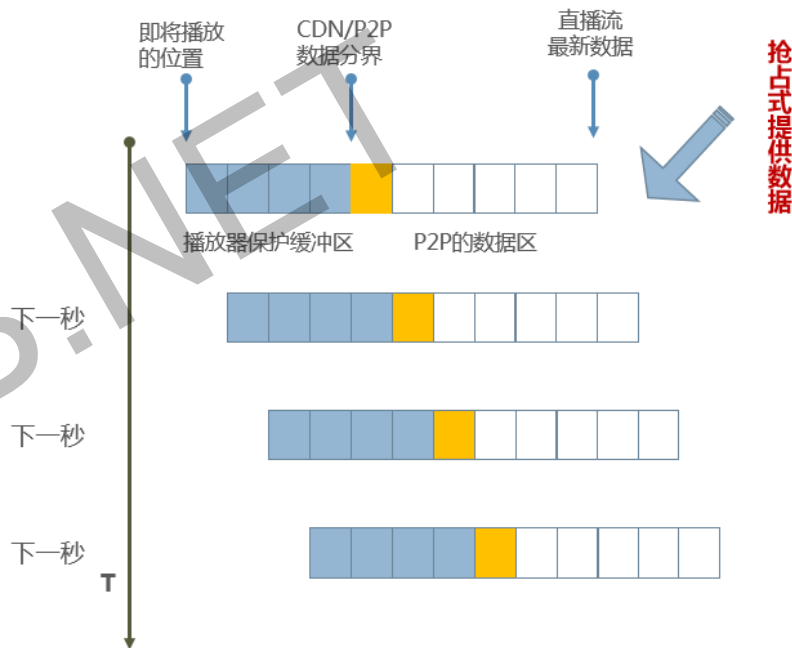 即将播放
的位置
CDN/P2P
数据分界
直播流
最新数据
抢占式提供数据
播放器保护缓冲区
P2P的数据区
下一秒
下一秒
下一秒
T
S.NET